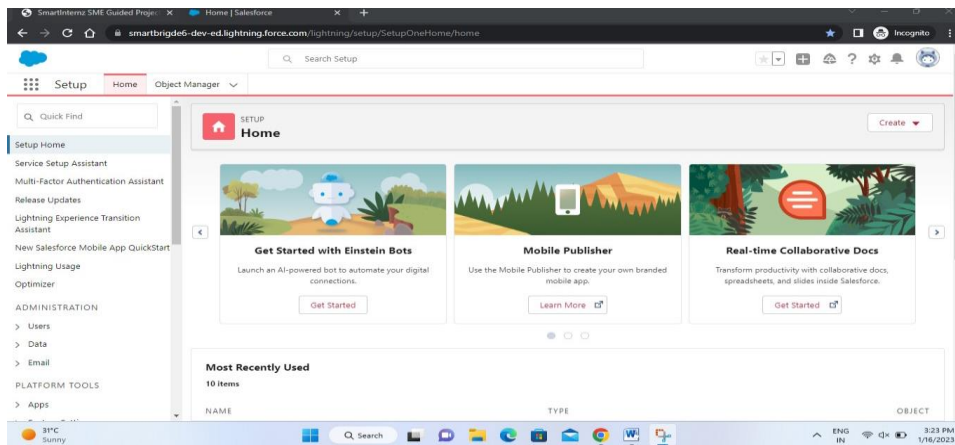 SmartInternz SME Guided Project
Home | Salesforce
smartbrigde6-dev-ed.lightning.force.com/lightning/setup/SetupOneHome/home
Incognito
Search Setup
Setup
Home
Object Manager
Quick Find
Setup Home
Service Setup Assistant
Multi-Factor Authentication Assistant
Release Updates
Lightning Experience Transition
Assistant
New Salesforce Mobile App QuickStart
Lightning Usage
Optimizer
ADMINISTRATION
Users
Data
Email
PLATFORM TOOLS
Apps
SETUP
Home
Create
Get Started with Einstein Bots
Launch an AI-powered bot to automate your digital
connections.
Get Started
Mobile Publisher
Use the Mobile Publisher to create your own branded
mobile app.
Learn More
Real-time Collaborative Docs
Transform productivity with collaborative docs,
spreadsheets, and slides inside Salesforce.
Get Started
Most Recently Used
10 items
NAME
TYPE
OBJECT
31°C
Sunny
Search
ENG
IN
3:23 PM
1/16/2023